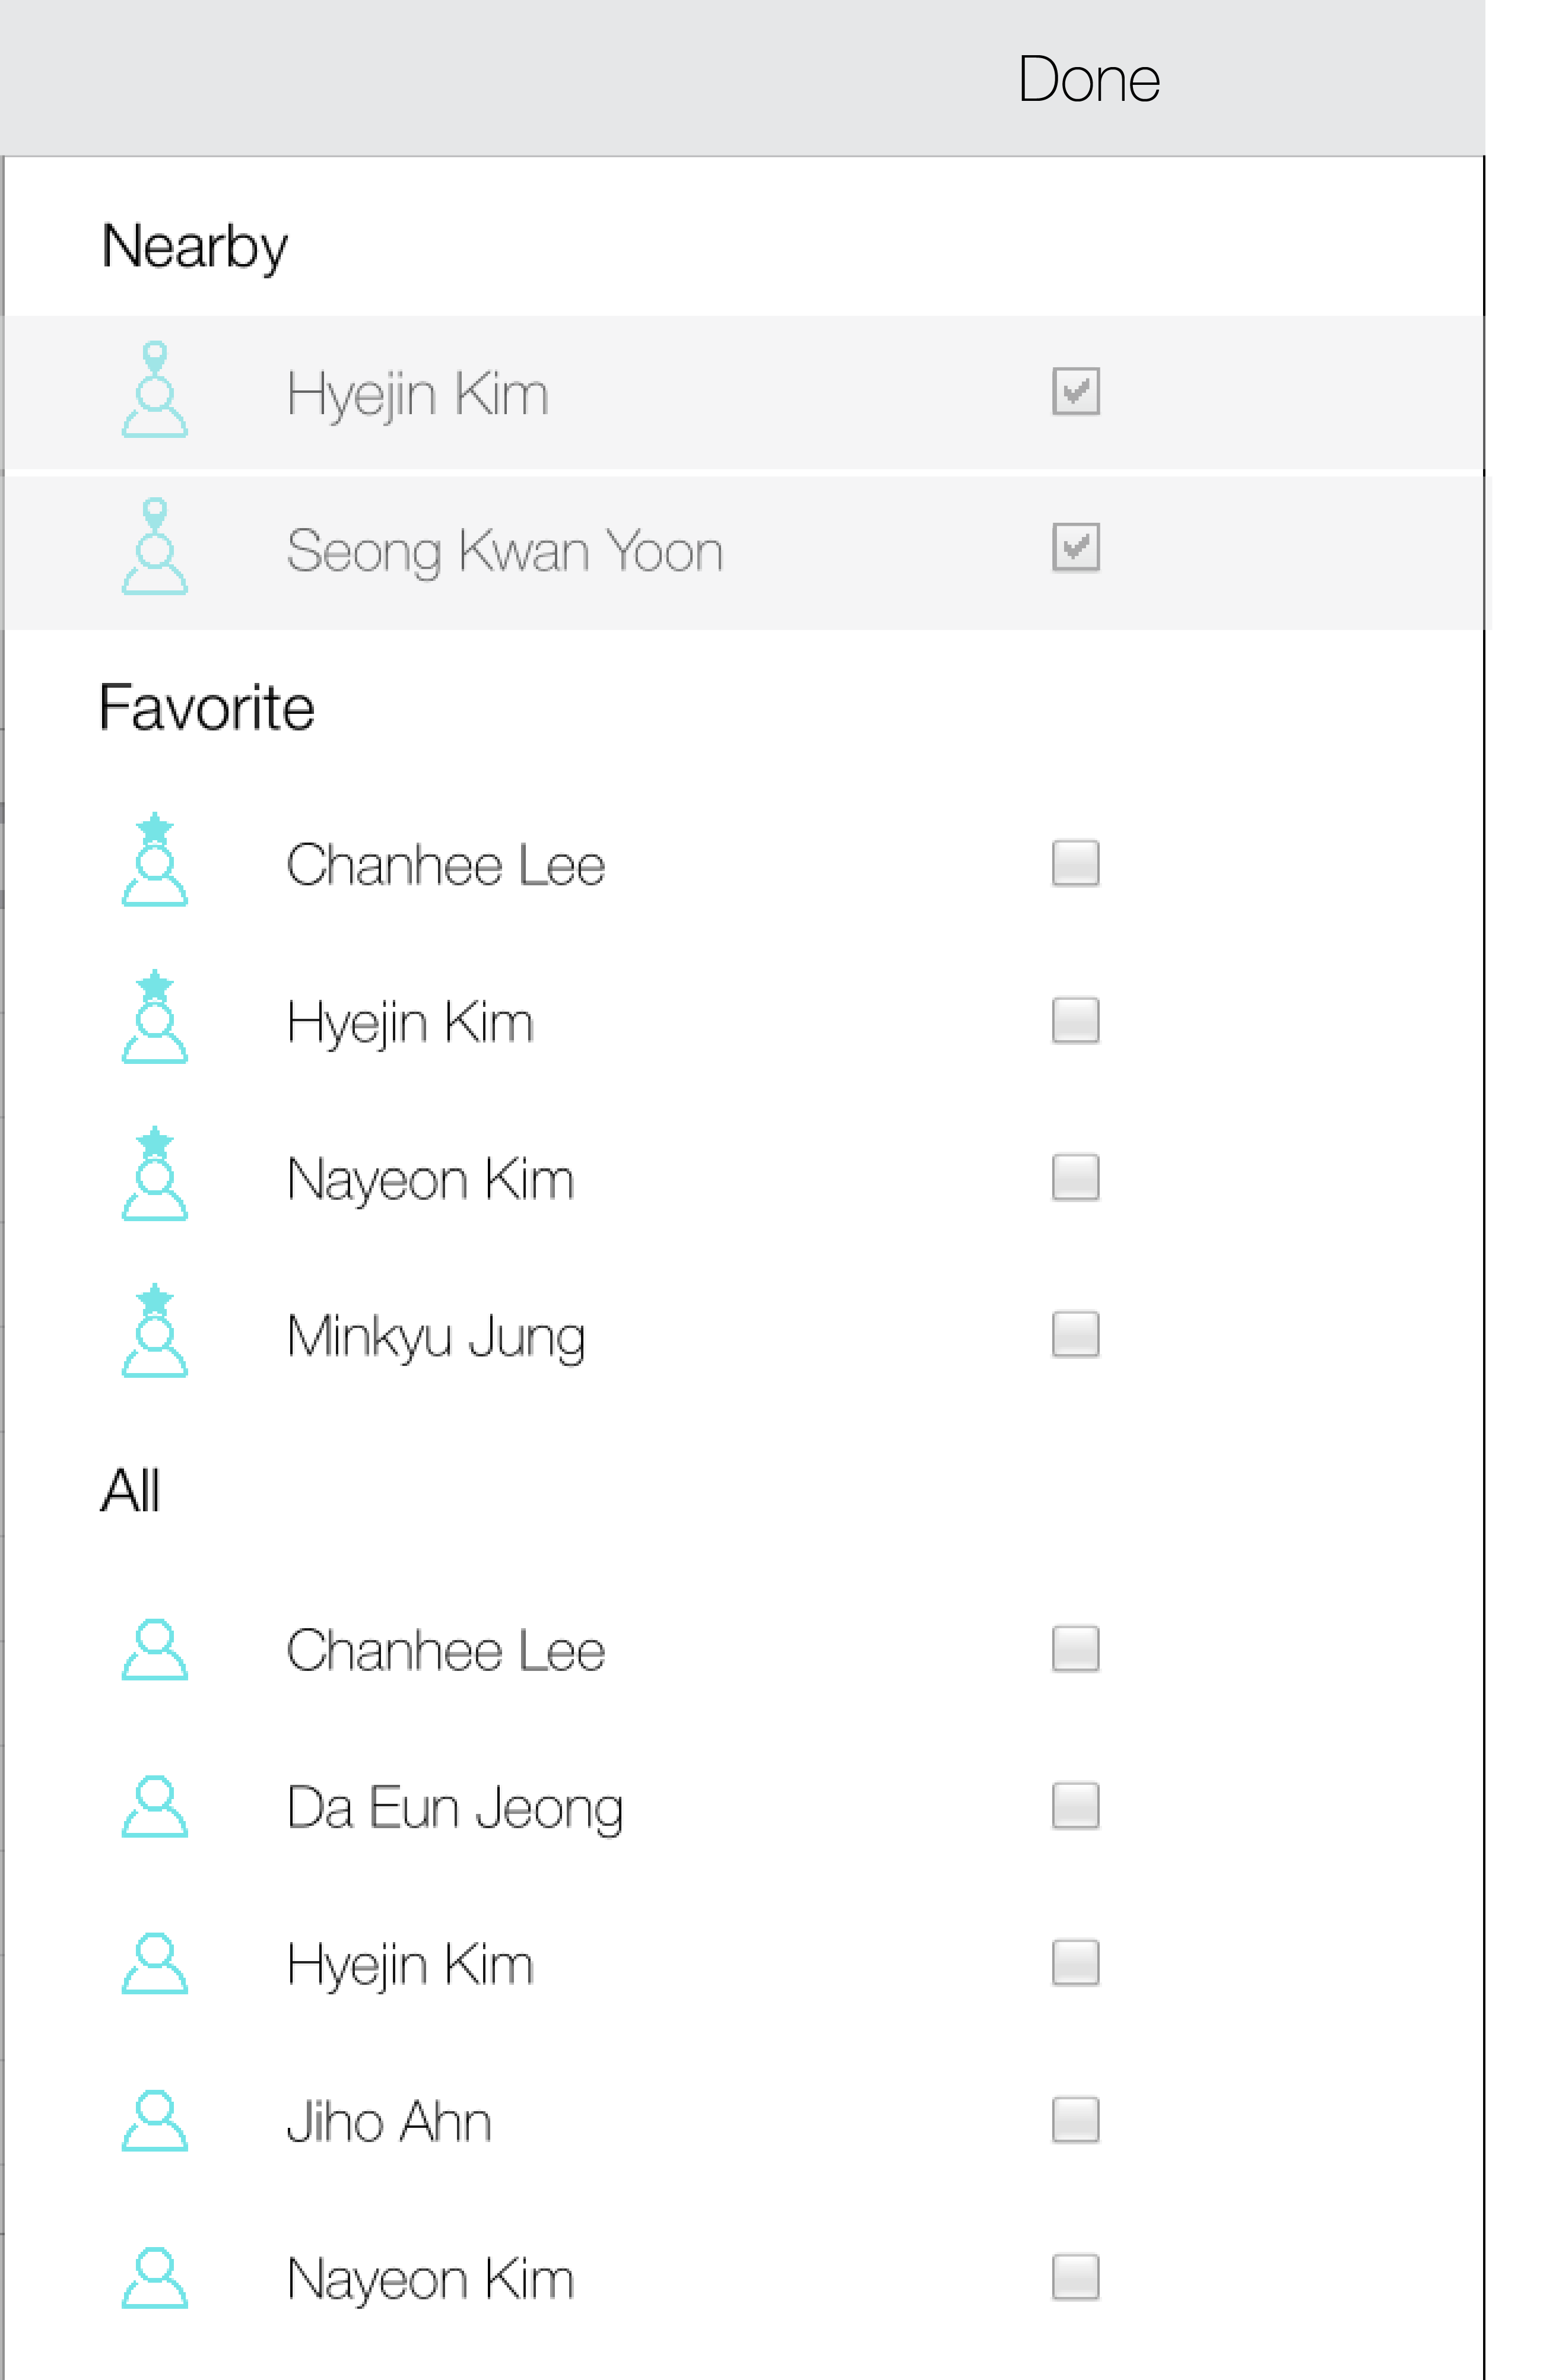 Done
Nearby
Hyejin Kim
Seong Kwan Yoon
Favorite
Chanhee Lee
Hyejin Kim
Nayeon Kim
Minkyu Jung
All
Chanhee Lee
Da Eun Jeong
Hyejin Kim
Jiho Ahn
Nayeon Kim